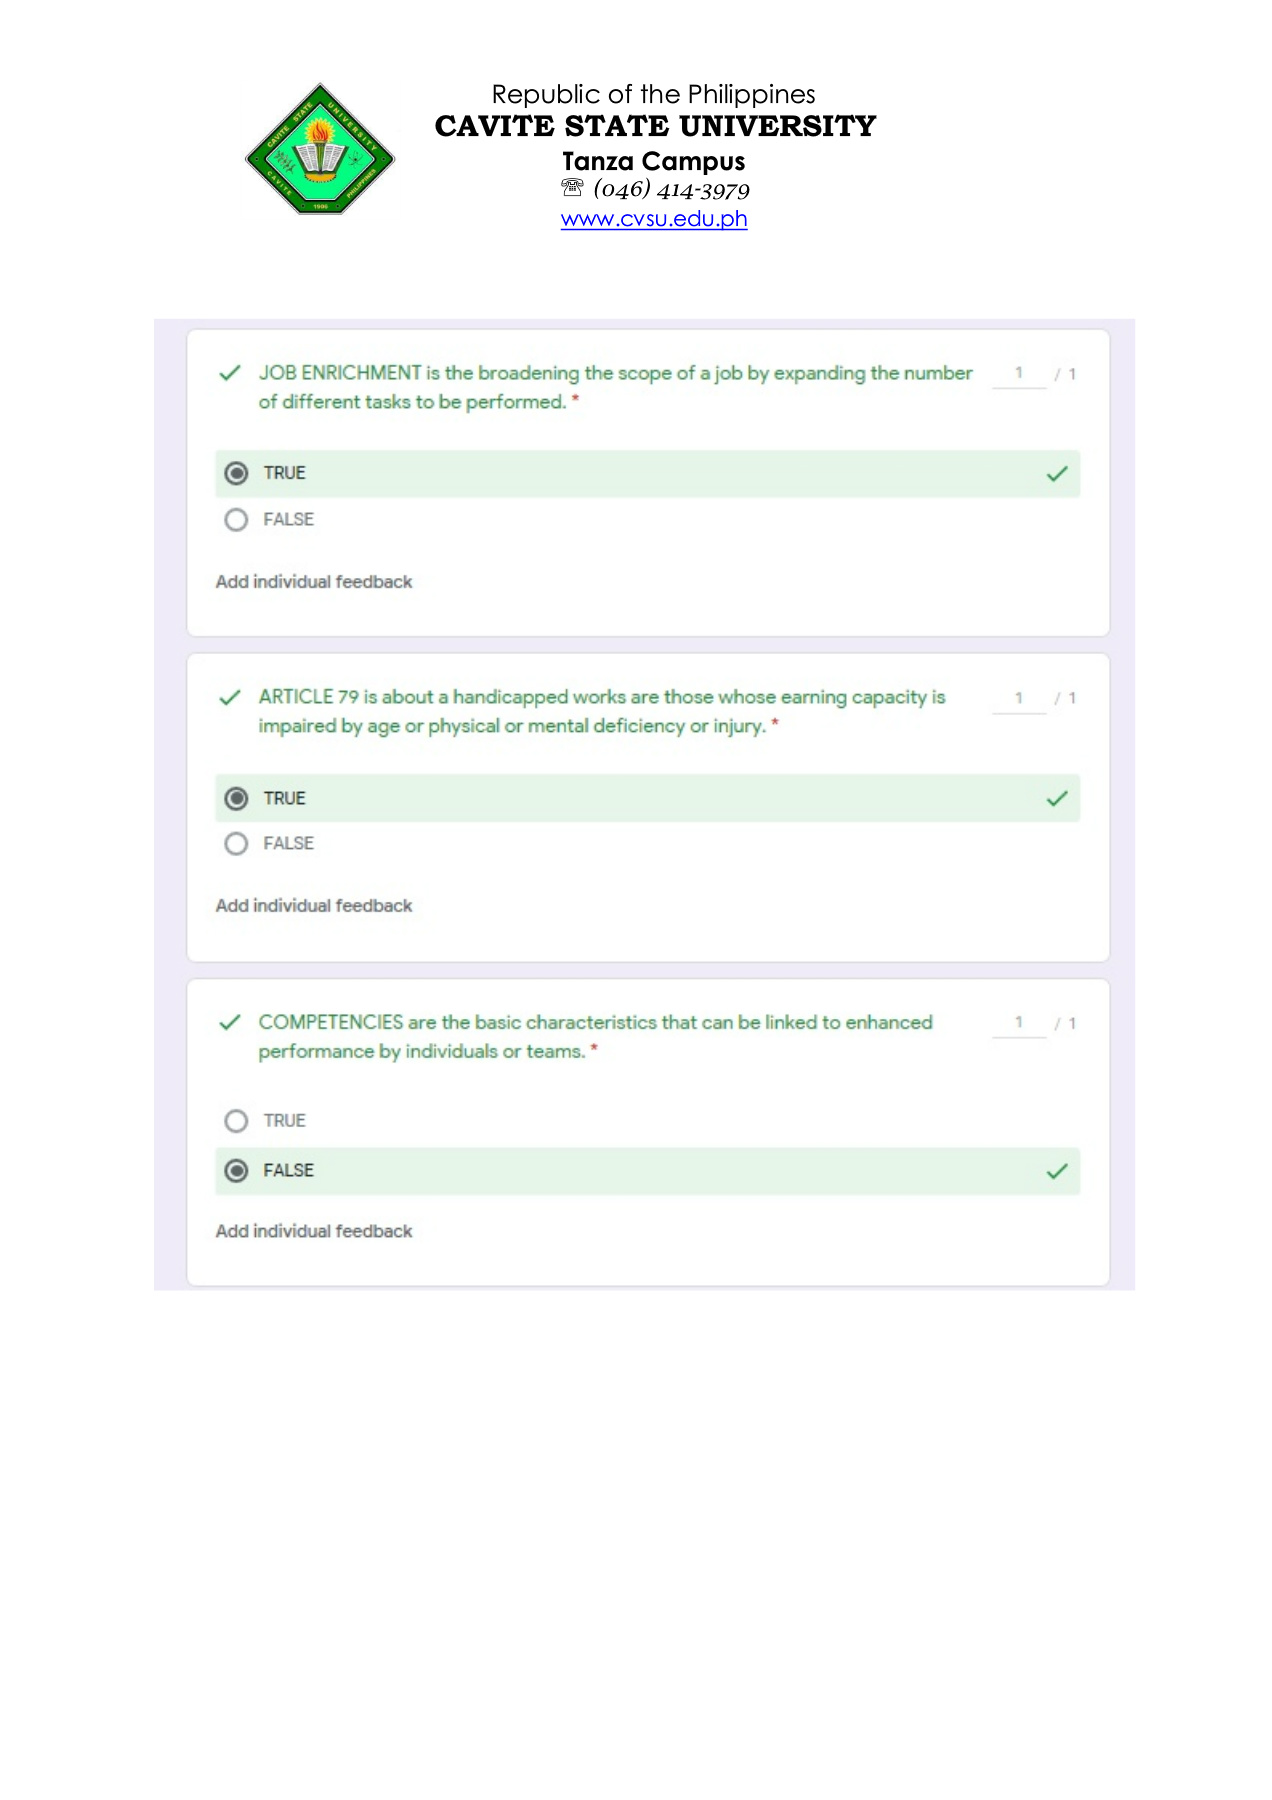 Republic of the Philippines
CAVITE STATE UNIVERSITY
Tanza Campus
☏ (046) 414-3979
www.cvsu.edu.ph
CAVITE STATE UNIVERSITY
CAVITE PHILIPPINES
1906
JOB ENRICHMENT is the broadening the scope of a job by expanding the number 1 / 1
of different tasks to be performed. *
TRUE
FALSE
Add individual feedback
ARTICLE 79 is about a handicapped works are those whose earning capacity is 1 / 1
impaired by age or physical or mental deficiency or injury. *
TRUE
FALSE
Add individual feedback
COMPETENCIES are the basic characteristics that can be linked to enhanced 1 / 1
performance by individuals or teams. *
TRUE
FALSE
Add individual feedback